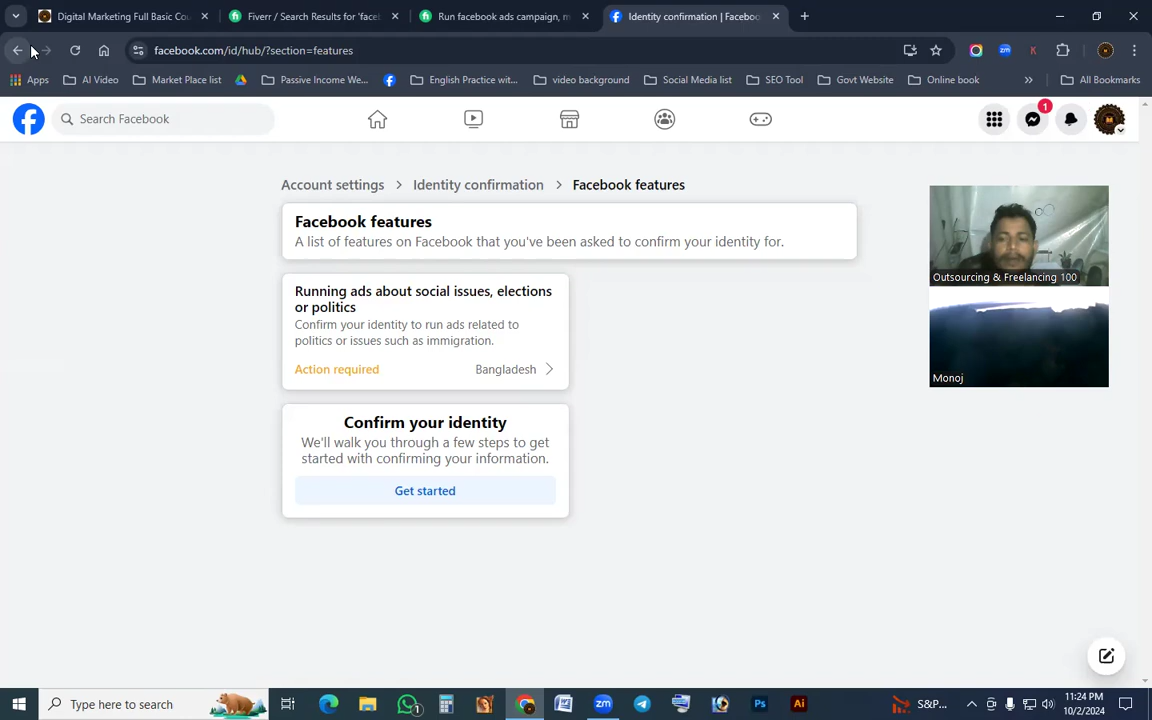 Digital Marketing Full Basic Cou
Fiverr / Search Results for 'face
Run facebook ads campaign, m
Identity confirmation | Faceboo
facebook.com/id/hub/?section=features
Apps
AI Video
Market Place list
Passive Income We...
English Practice wit...
video background
Social Media list
SEO Tool
Govt Website
Online book
All Bookmarks
Search Facebook
1
Account settings > Identity confirmation > Facebook features
Facebook features
A list of features on Facebook that you've been asked to confirm your identity for.
Running ads about social issues, elections
or politics
Confirm your identity to run ads related to
politics or issues such as immigration.
Action required
Bangladesh
Confirm your identity
We'll walk you through a few steps to get
started with confirming your information.
Get started
Outsourcing & Freelancing 100
Monoj
Type here to search
1
S&P...
11:24 PM
10/2/2024